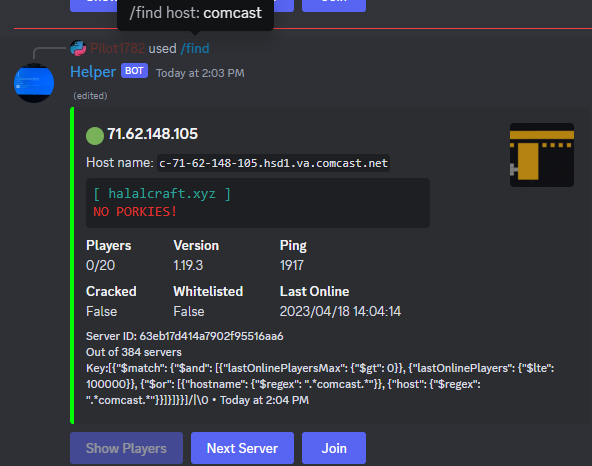 Join
/find host: comcast
Pilot1782 used /find
Helper BOT Today at 2:03 PM
(edited)
71.62.148.105
Host name: c-71-62-148-105.hsd1.va.comcast.net
[ halalcraft.xyz ]
NO PORKIES!
Players Version Ping
0/20 1.19.3 1917
Cracked Whitelisted Last Online
False False 2023/04/18 14:04:14
Server ID: 63eb17d414a7902f95516aa6
Out of 384 servers
Key:[{"$match": {"$and": [{"lastOnlinePlayersMax": {"$gt": 0}}, {"lastOnlinePlayers": {"$lte":
100000}}, {"$or": [{"hostname": {"$regex": ".*comcast.*"}}, {"host": {"$regex":
".*comcast.*"}}]}]}}]/|\0 • Today at 2:04 PM
Show Players Next Server Join